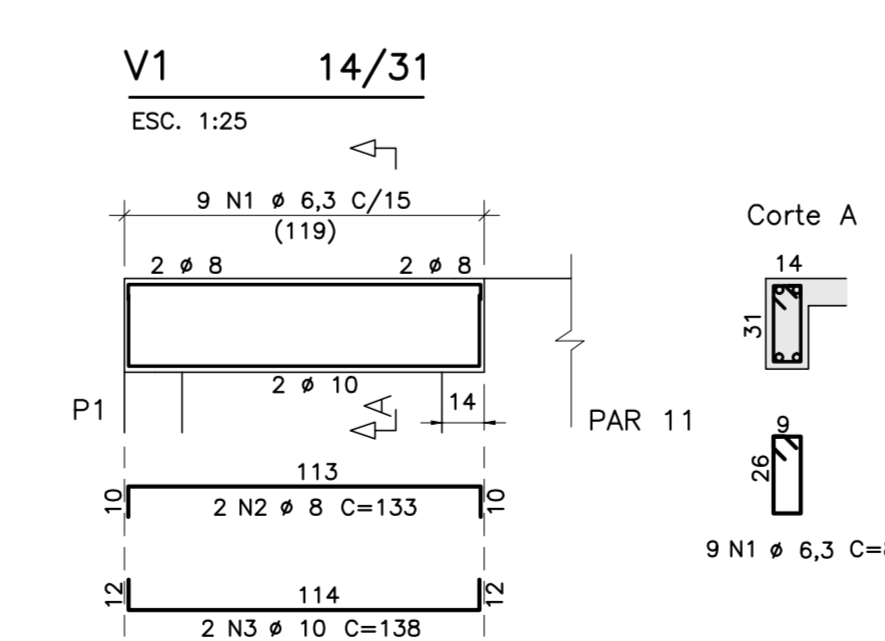 V1 14/31
ESC. 1:25
9 N1 ø 6,3 C/15
(119)
2 ø 8 2 ø 8
2 ø 10
A
14
P1
PAR 11
113
10 10
2 N2 ø 8 C=133
114
12 12
2 N3 ø 10 C=138
Corte A
14
31
9
26
9 N1 ø 6,3